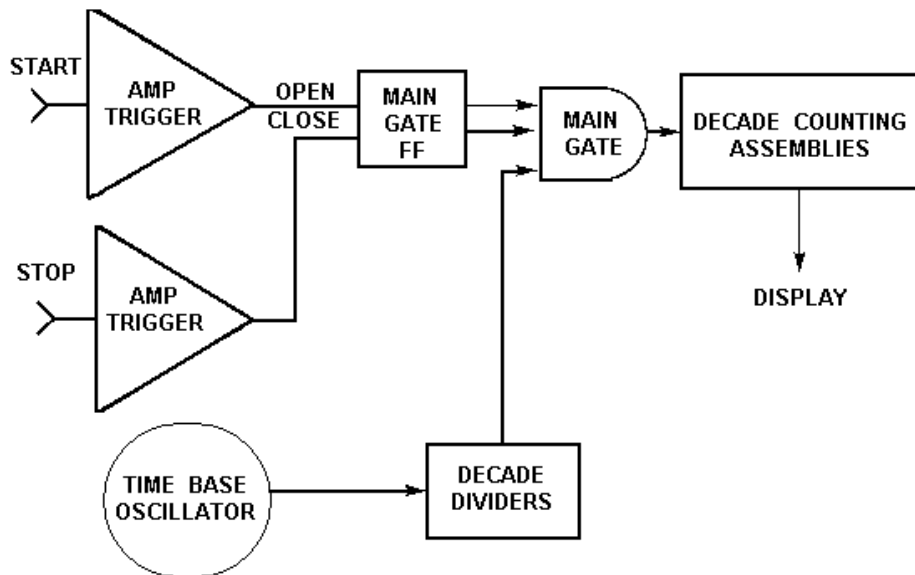 START
AMP
TRIGGER
OPEN
CLOSE
MAIN
GATE
FF
MAIN
GATE
DECADE COUNTING
ASSEMBLIES
STOP
AMP
TRIGGER
DISPLAY
TIME BASE
OSCILLATOR
DECADE
DIVIDERS